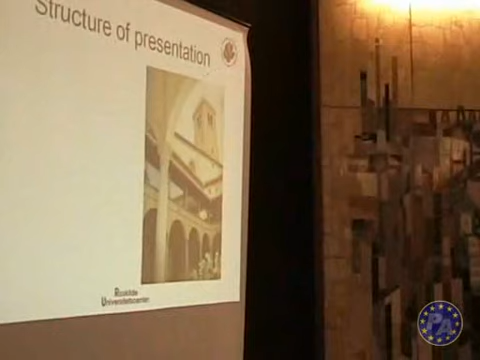 Structure of presentation
Roskilde
Universitetscenter
PA